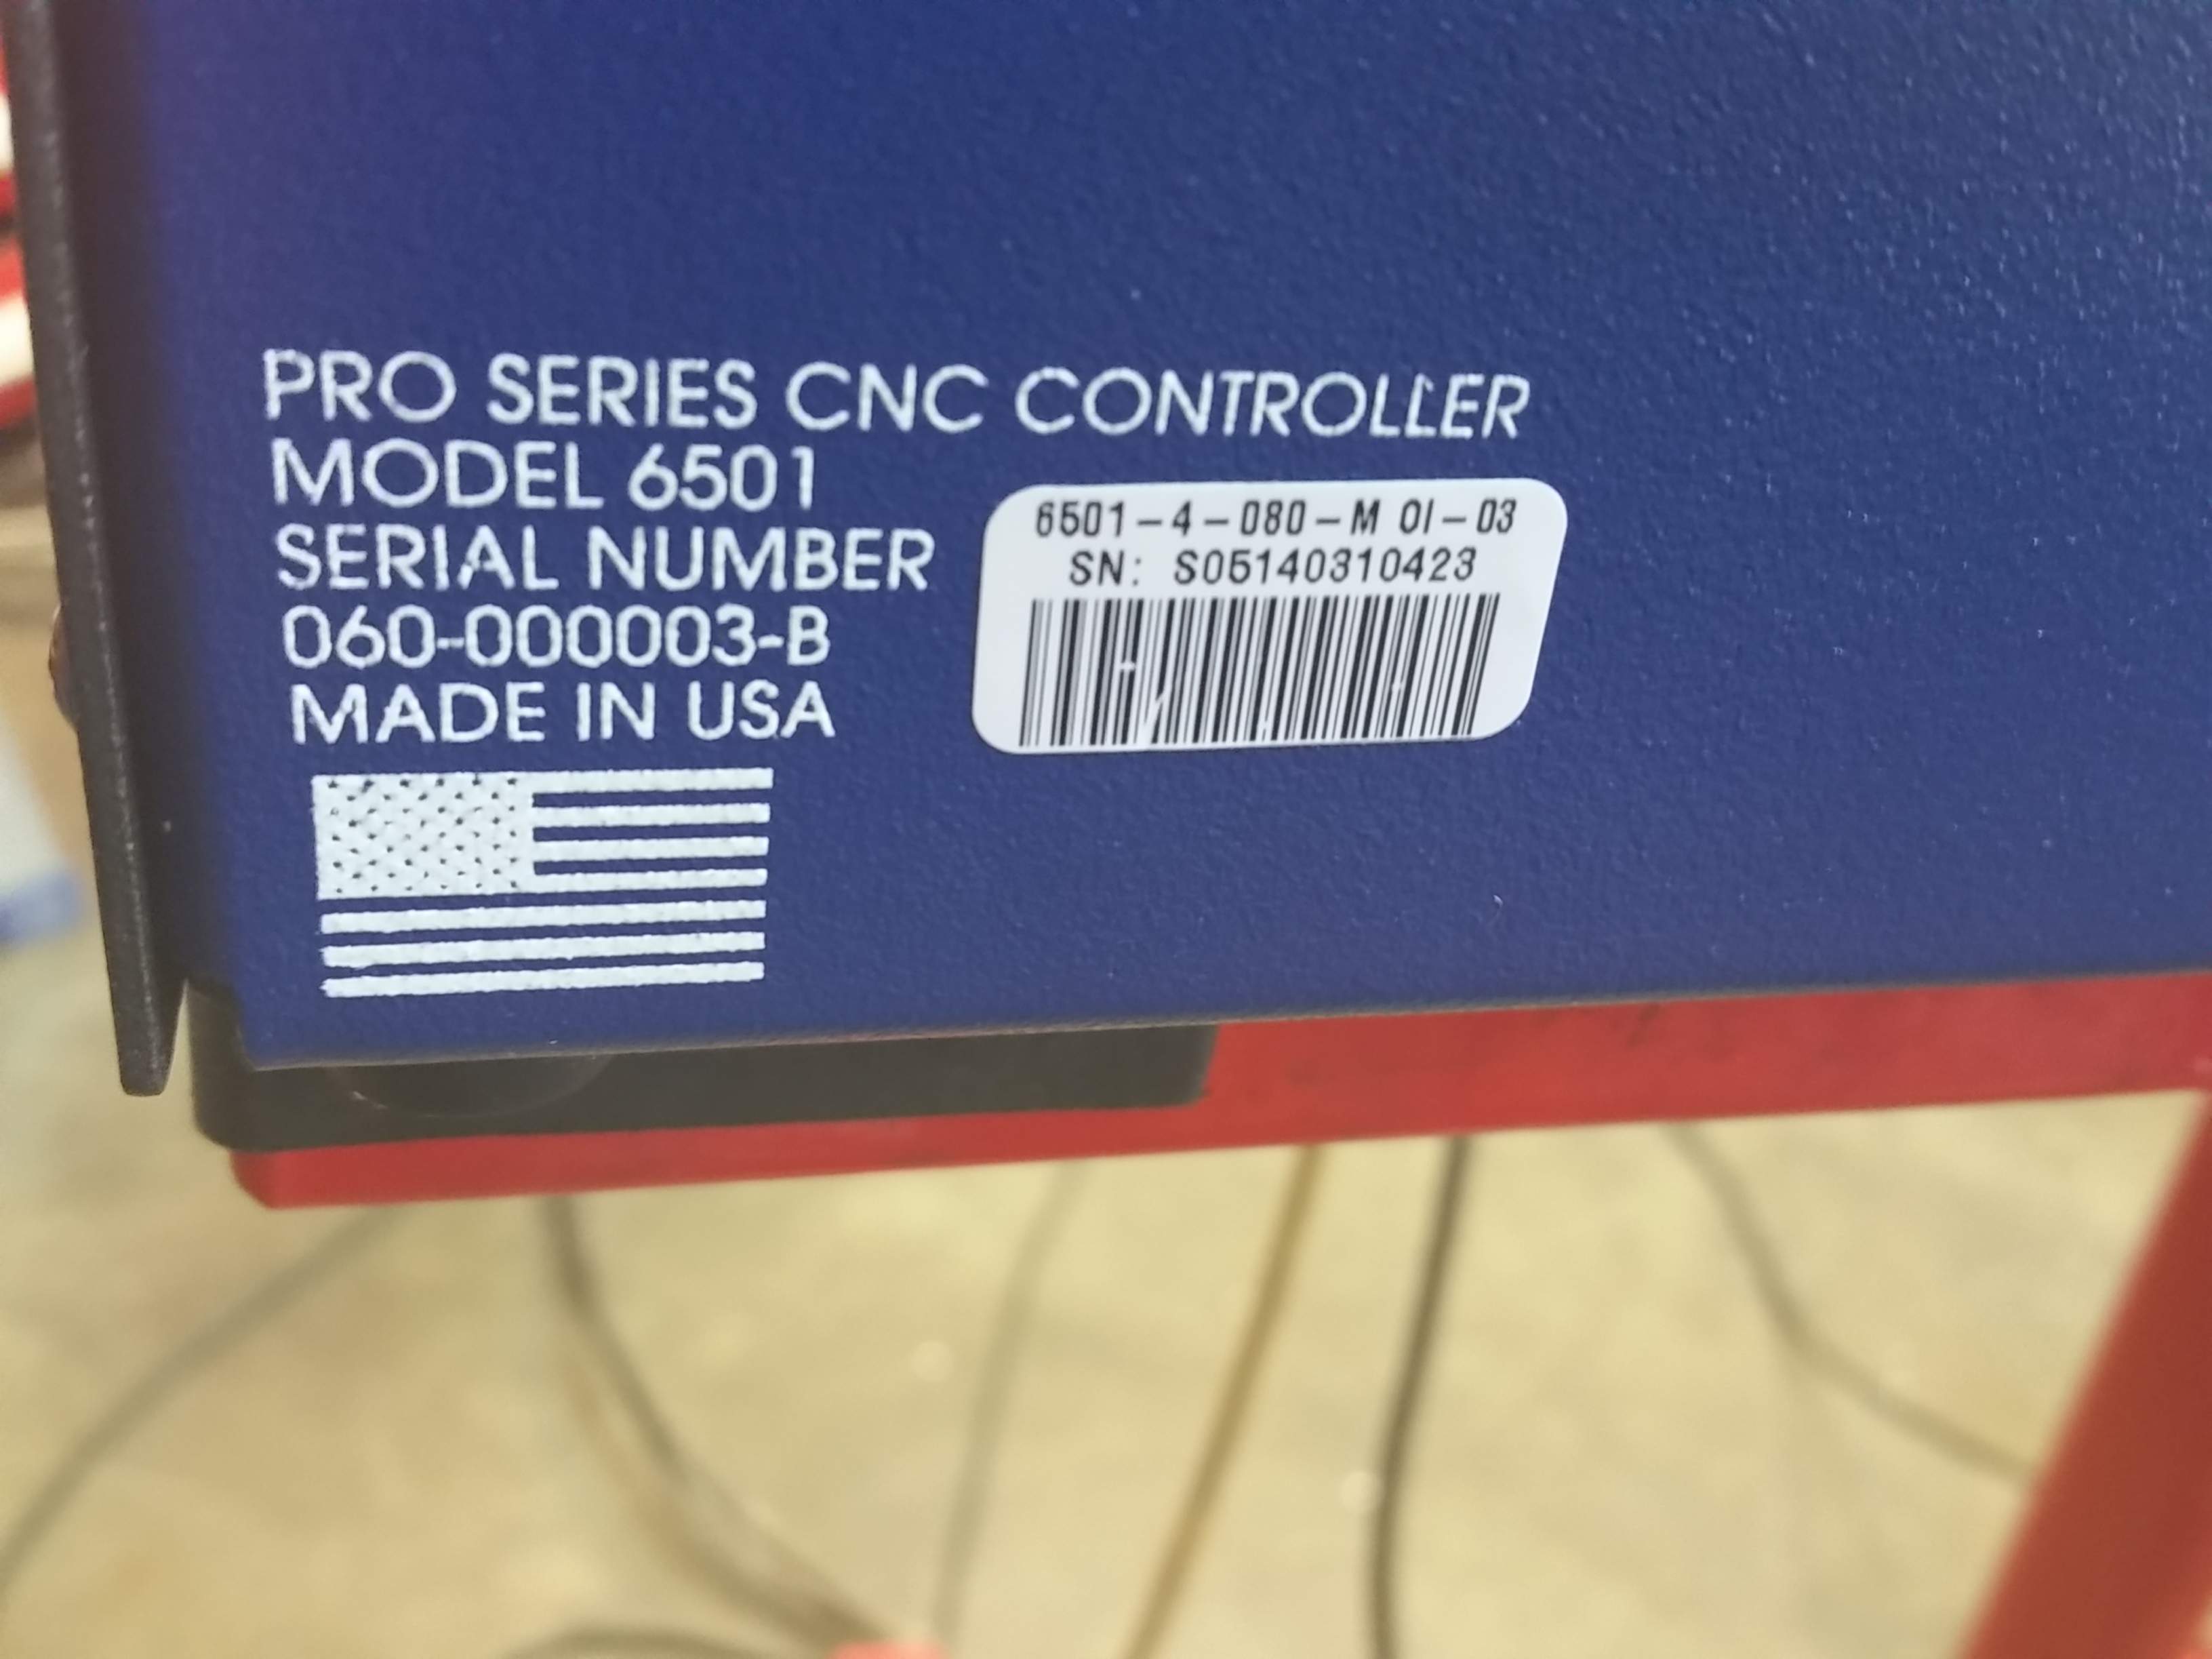 PRO SERIES CNC CONTROLLER
MODEL 6501
SERIAL NUMBER
060-000003-B
MADE IN USA
6501-4-080-M 01-03
SN: S05140310423